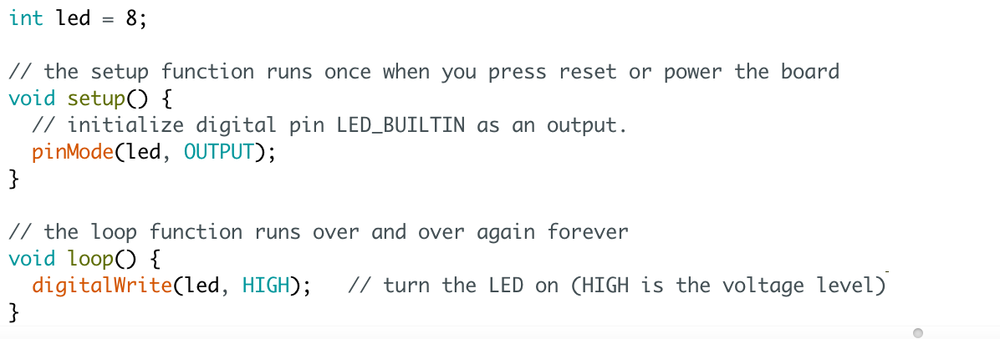 int led = 8;
// the setup function runs once when you press reset or power the board
void setup() {
// initialize digital pin LED_BUILTIN as an output.
pinMode(led, OUTPUT);
}
// the loop function runs over and over again forever
void loop() {
digitalWrite(led, HIGH);   // turn the LED on (HIGH is the voltage level)
}